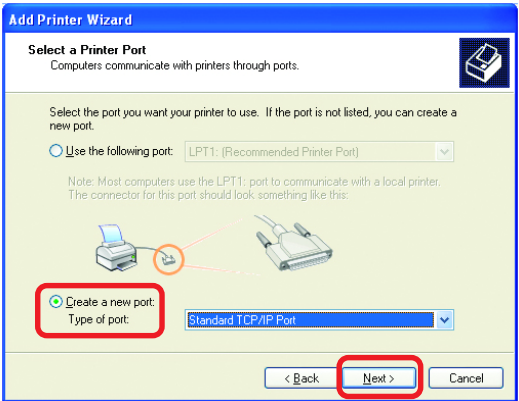 Add Printer Wizard
Select a Printer Port
Computers communicate with printers through ports.
Select the port you want your printer to use. If the port is not listed, you can create a
new port.
Use the following port: LPT1: (Recommended Printer Port)
Note: Most computers use the LPT1: port to communicate with a local printer.
The connector for this port should look something like this:
Create a new port:
Type of port: Standard TCP/IP Port
< Back Next > Cancel